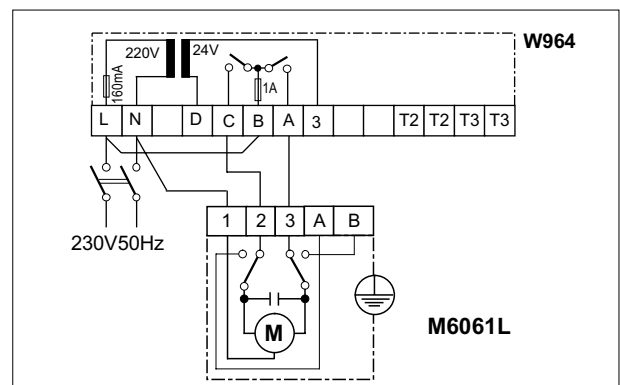 W964
220V 24V
160mA
1A
L N D C B A 3 T2 T2 T3 T3
1 2 3 A B
230V50Hz
M
M6061L